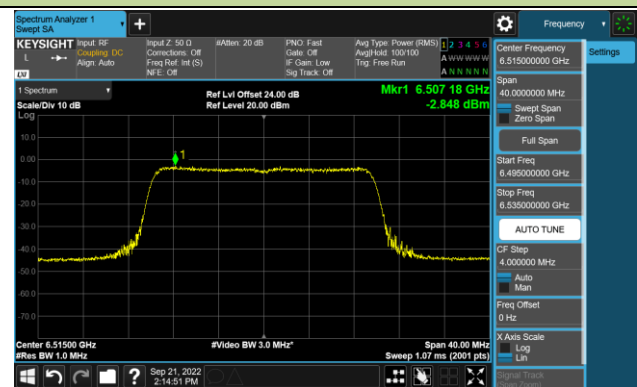 Spectrum Analyzer 1
Swept SA
Frequency
KEYSIGHT
L
Input: RF
Coupling: DC
Align: Auto
Input Z: 50 Ω
Corrections: Off
Freq Ref: Int (S)
NFE: Off
#Atten: 20 dB
PNO: Fast
Gate: Off
IF Gain: Low
Sig Track: Off
Avg Type: Power (RMS)
Avg|Hold: 100/100
Trig: Free Run
1 2 3 4 5 6
A W W W W W
A N N N N N
1 Spectrum
Scale/Div 10 dB
Log
Ref Lvl Offset 24.00 dB
Ref Level 20.00 dBm
Mkr1 6.507 18 GHz
-2.848 dBm
10.0
0.00
-10.0
-20.0
-30.0
-40.0
-50.0
-60.0
-70.0
1
Center 6.51500 GHz
#Res BW 1.0 MHz
#Video BW 3.0 MHz*
Span 40.00 MHz
Sweep 1.07 ms (2001 pts)
Center Frequency
6.515000000 GHz
Span
40.0000000 MHz
Swept Span
Zero Span
Full Span
Start Freq
6.495000000 GHz
Stop Freq
6.535000000 GHz
AUTO TUNE
CF Step
4.000000 MHz
Auto
Man
Freq Offset
0 Hz
X Axis Scale
Log
Lin
Signal Track
(Span Zoom)
Settings
?
Sep 21, 2022
2:14:51 PM